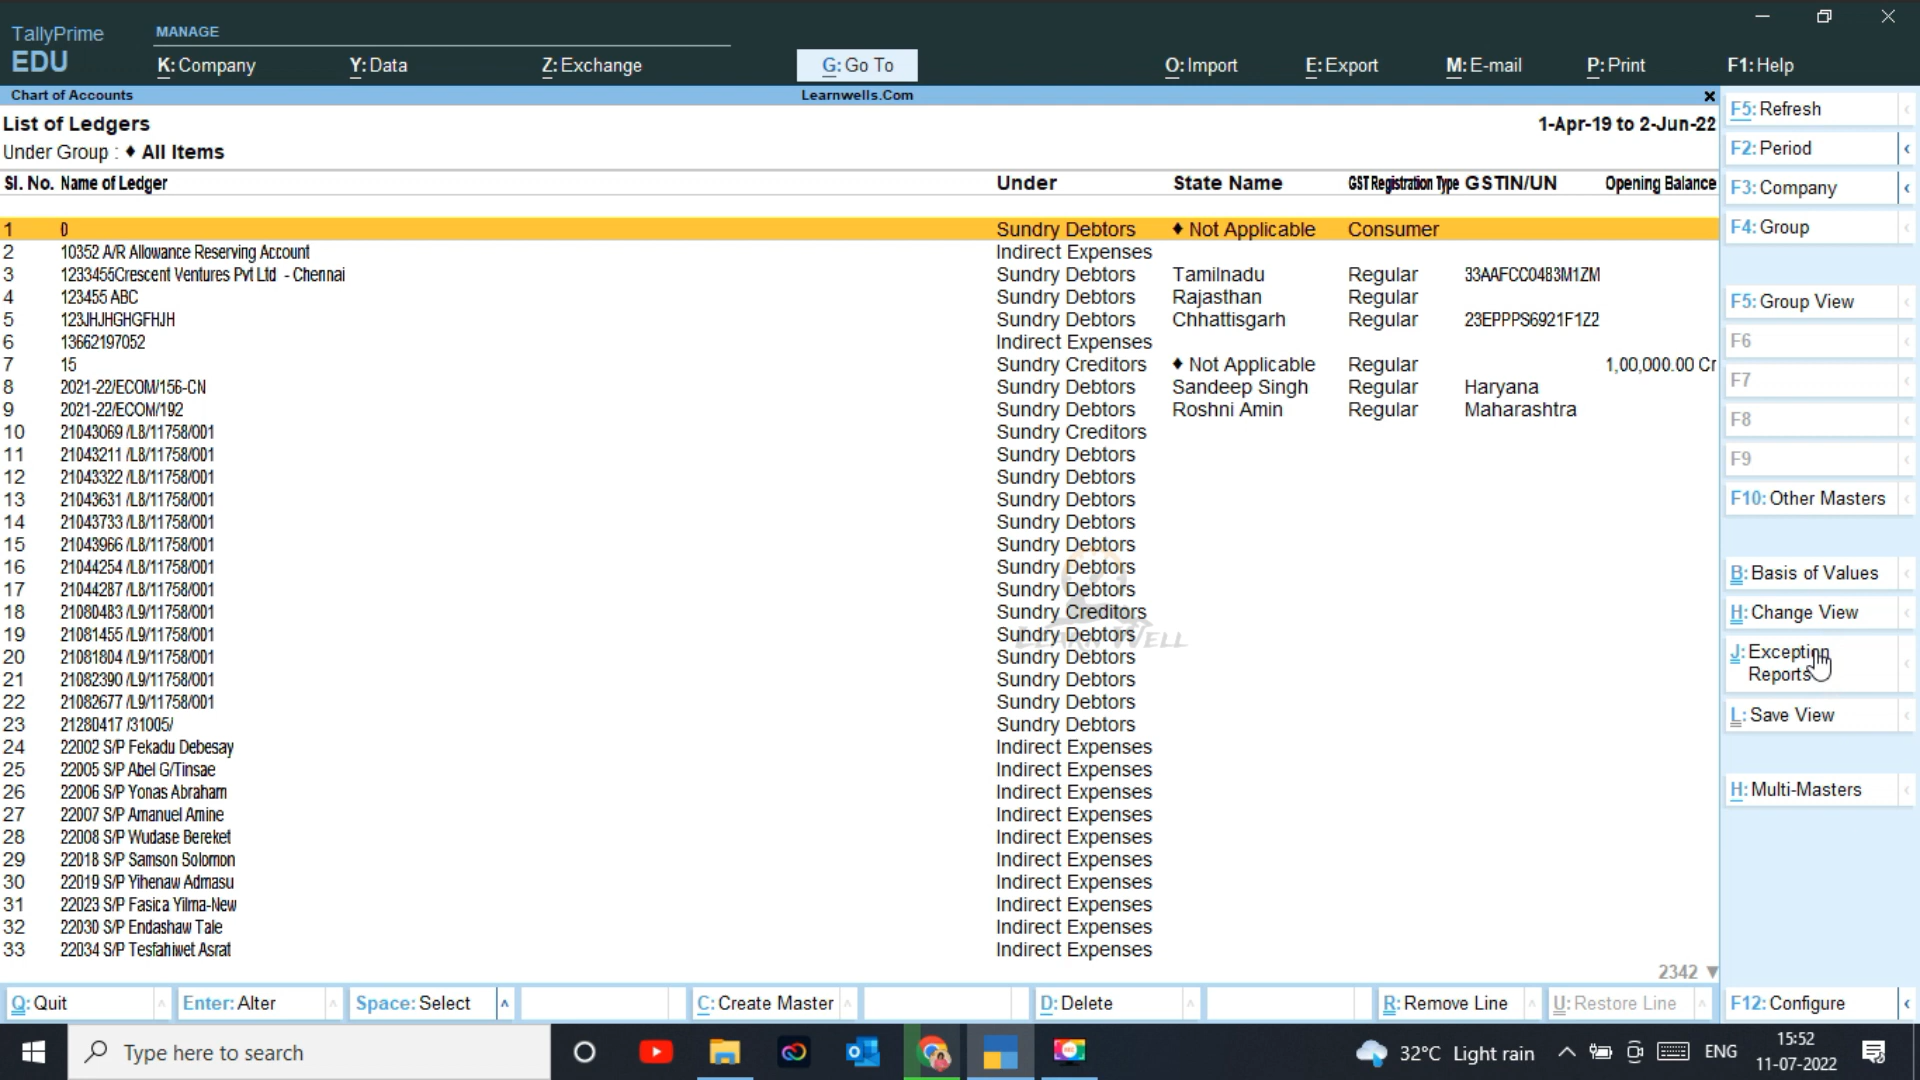 TallyPrime
EDU
MANAGE
K: Company Y: Data Z: Exchange G: Go To O: Import E: Export M: E-mail P: Print F1: Help
Chart of Accounts Learnwells.Com
List of Ledgers 1-Apr-19 to 2-Jun-22
Under Group : ♦ All Items
Sl. No. Name of Ledger Under State Name GST Registration Type GSTIN/UN Opening Balance
1 0 Sundry Debtors ♦ Not Applicable Consumer
2 10352 A/R Allowance Reserving Account Indirect Expenses
3 1233455Crescent Ventures Pvt Ltd - Chennai Sundry Debtors Tamilnadu Regular 33AAFCC0483M1ZM
4 123455 ABC Sundry Debtors Rajasthan Regular
5 123JHJHGHGFHJH Sundry Debtors Chhattisgarh Regular 23EPPPS6921F1Z2
6 13662197052 Indirect Expenses
7 15 Sundry Creditors ♦ Not Applicable Regular 1,00,000.00 Cr
8 2021-22/ECOM/156-CN Sundry Debtors Sandeep Singh Regular Haryana
9 2021-22/ECOM/192 Sundry Debtors Roshni Amin Regular Maharashtra
10 21043069 /L8/11758/001 Sundry Creditors
11 21043211 /L8/11758/001 Sundry Debtors
12 21043322 /L8/11758/001 Sundry Debtors
13 21043631 /L8/11758/001 Sundry Debtors
14 21043733 /L8/11758/001 Sundry Debtors
15 21043966 /L8/11758/001 Sundry Debtors
16 21044254 /L8/11758/001 Sundry Debtors
17 21044287 /L8/11758/001 Sundry Debtors
18 21080483 /L9/11758/001 Sundry Creditors
19 21081455 /L9/11758/001 Sundry Debtors
20 21081804 /L9/11758/001 Sundry Debtors
21 21082390 /L9/11758/001 Sundry Debtors
22 21082677 /L9/11758/001 Sundry Debtors
23 21280417 /31005/ Sundry Debtors
24 22002 S/P Fekadu Debesay Indirect Expenses
25 22005 S/P Abel G/Tinsae Indirect Expenses
26 22006 S/P Yonas Abraham Indirect Expenses
27 22007 S/P Amanuel Amine Indirect Expenses
28 22008 S/P Wudase Bereket Indirect Expenses
29 22018 S/P Samson Solomon Indirect Expenses
30 22019 S/P Yihenaw Admasu Indirect Expenses
31 22023 S/P Fasica Yilma-New Indirect Expenses
32 22030 S/P Endashaw Tale Indirect Expenses
33 22034 S/P Tesfahiwet Asrat Indirect Expenses
2342 ▼
LEARN WELL
F5: Refresh
F2: Period
F3: Company
F4: Group
F5: Group View
F6
F7
F8
F9
F10: Other Masters
B: Basis of Values
H: Change View
J: Exception
Reports
L: Save View
H: Multi-Masters
Q: Quit Enter: Alter Space: Select C: Create Master D: Delete R: Remove Line U: Restore Line F12: Configure
Type here to search 32°C Light rain ENG
15:52
11-07-2022